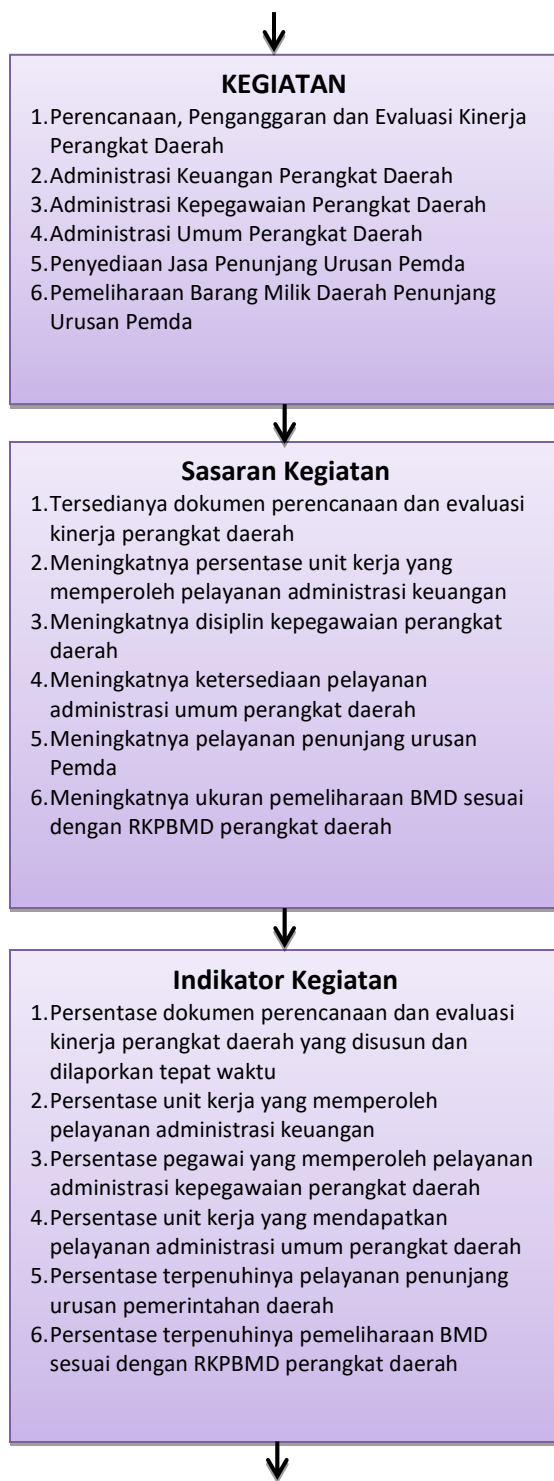 KEGIATAN
1.Perencanaan, Penganggaran dan Evaluasi Kinerja
Perangkat Daerah
2.Administrasi Keuangan Perangkat Daerah
3.Administrasi Kepegawaian Perangkat Daerah
4.Administrasi Umum Perangkat Daerah
5.Penyediaan Jasa Penunjang Urusan Pemda
6.Pemeliharaan Barang Milik Daerah Penunjang
Urusan Pemda
Sasaran Kegiatan
1.Tersedianya dokumen perencanaan dan evaluasi
kinerja perangkat daerah
2.Meningkatnya persentase unit kerja yang
memperoleh pelayanan administrasi keuangan
3.Meningkatnya disiplin kepegawaian perangkat
daerah
4.Meningkatnya ketersediaan pelayanan
administrasi umum perangkat daerah
5.Meningkatnya pelayanan penunjang urusan
Pemda
6.Meningkatnya ukuran pemeliharaan BMD sesuai
dengan RKPBMD perangkat daerah
Indikator Kegiatan
1.Persentase dokumen perencanaan dan evaluasi
kinerja perangkat daerah yang disusun dan
dilaporkan tepat waktu
2.Persentase unit kerja yang memperoleh
pelayanan administrasi keuangan
3.Persentase pegawai yang memperoleh pelayanan
administrasi kepegawaian perangkat daerah
4.Persentase unit kerja yang mendapatkan
pelayanan administrasi umum perangkat daerah
5.Persentase terpenuhinya pelayanan penunjang
urusan pemerintahan daerah
6.Persentase terpenuhinya pemeliharaan BMD
sesuai dengan RKPBMD perangkat daerah